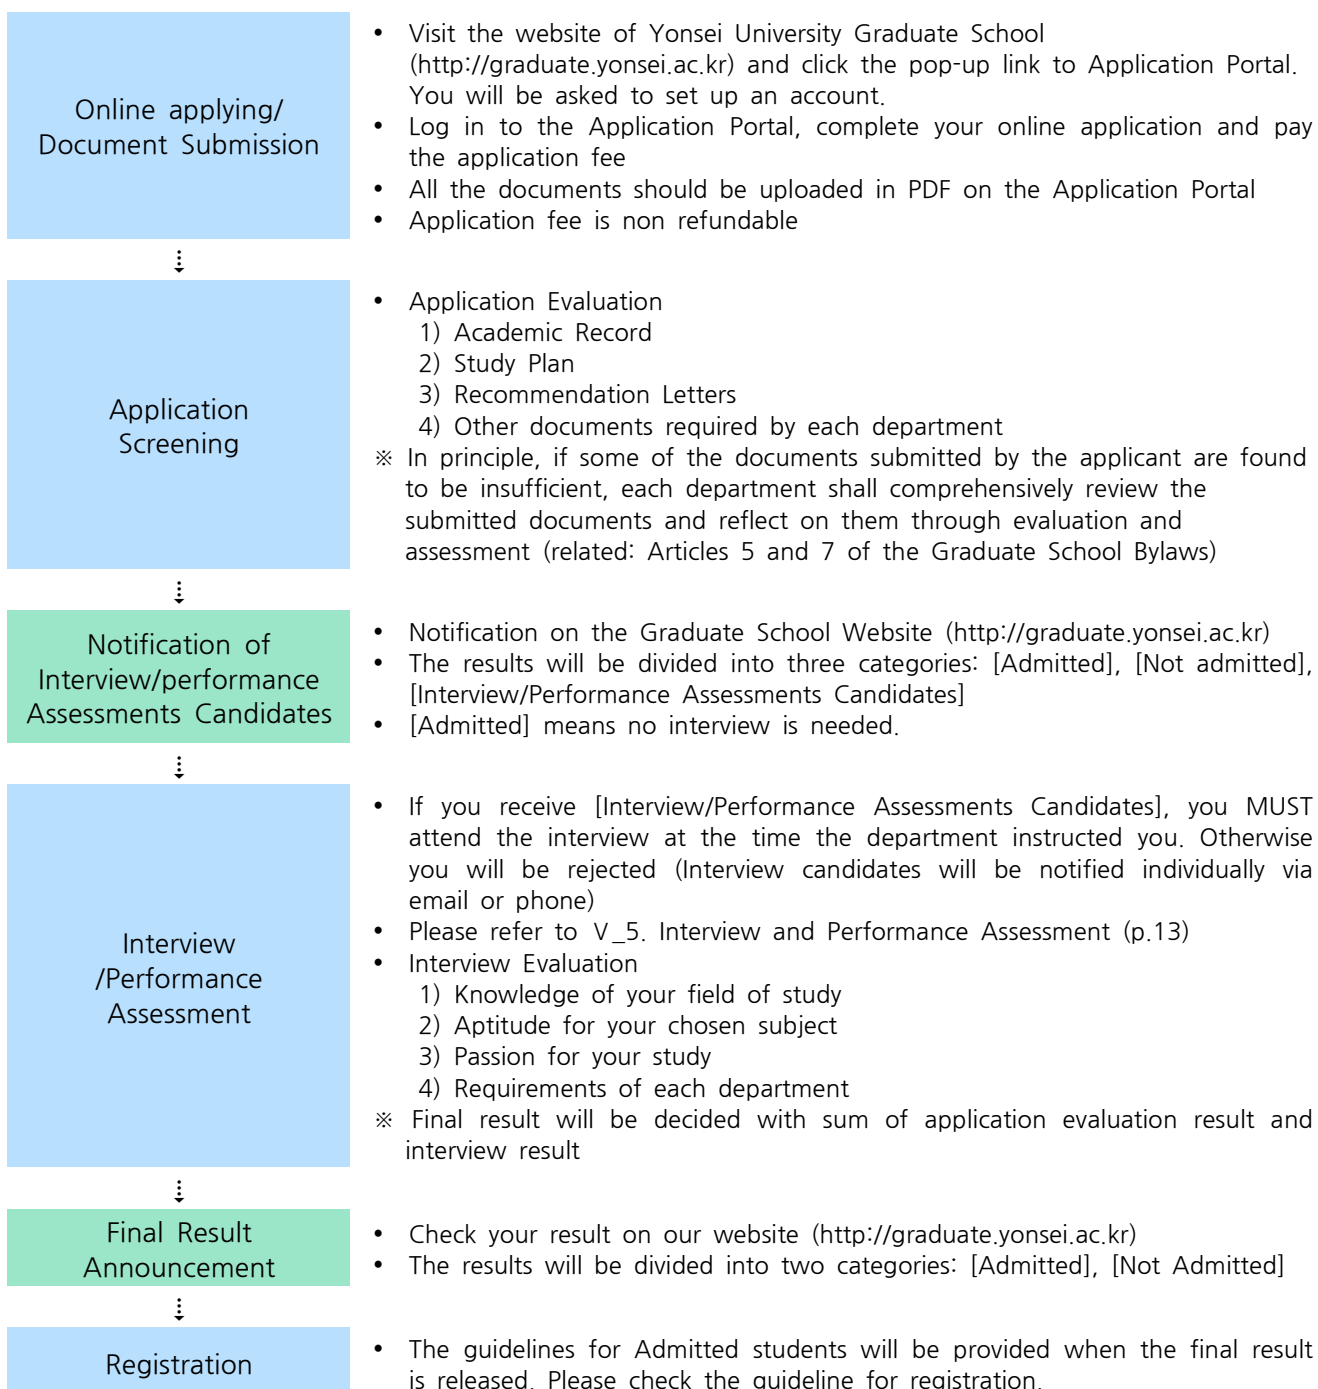 Online applying/
Document Submission
• Visit the website of Yonsei University Graduate School
(http://graduate.yonsei.ac.kr) and click the pop-up link to Application Portal.
You will be asked to set up an account.
• Log in to the Application Portal, complete your online application and pay
the application fee
• All the documents should be uploaded in PDF on the Application Portal
• Application fee is non refundable
Application
Screening
• Application Evaluation
1) Academic Record
2) Study Plan
3) Recommendation Letters
4) Other documents required by each department
※ In principle, if some of the documents submitted by the applicant are found
to be insufficient, each department shall comprehensively review the
submitted documents and reflect on them through evaluation and
assessment (related: Articles 5 and 7 of the Graduate School Bylaws)
Notification of
Interview/performance
Assessments Candidates
• Notification on the Graduate School Website (http://graduate.yonsei.ac.kr)
• The results will be divided into three categories: [Admitted], [Not admitted],
[Interview/Performance Assessments Candidates]
• [Admitted] means no interview is needed.
Interview
/Performance
Assessment
• If you receive [Interview/Performance Assessments Candidates], you MUST
attend the interview at the time the department instructed you. Otherwise
you will be rejected (Interview candidates will be notified individually via
email or phone)
• Please refer to Ⅴ_5. Interview and Performance Assessment (p.13)
• Interview Evaluation
1) Knowledge of your field of study
2) Aptitude for your chosen subject
3) Passion for your study
4) Requirements of each department
※ Final result will be decided with sum of application evaluation result and
interview result
Final Result
Announcement
• Check your result on our website (http://graduate.yonsei.ac.kr)
• The results will be divided into two categories: [Admitted], [Not Admitted]
Registration
• The guidelines for Admitted students will be provided when the final result
is released. Please check the guideline for registration.